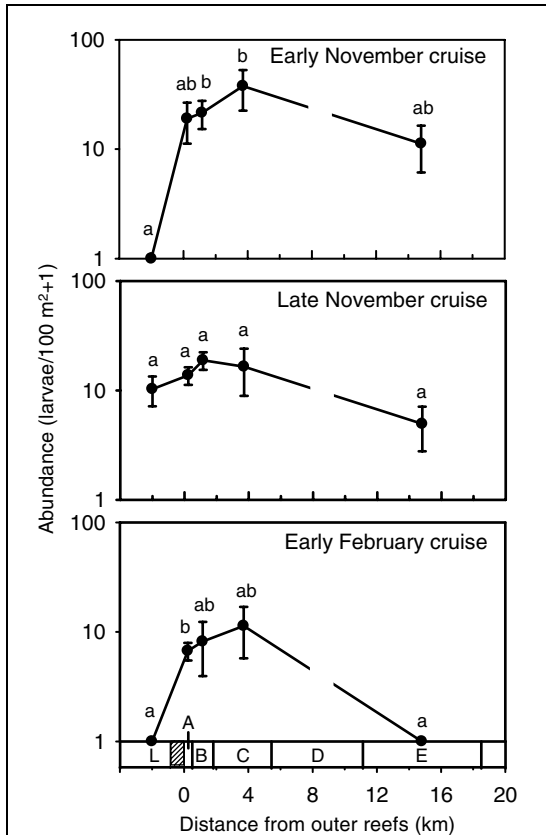 100
Early November cruise
b
ab b
ab
10
a
1
Abundance (larvae/100 m²+1)
100
Late November cruise
a
a
a
a
10
a
1
100
Early February cruise
ab
ab
b
10
a
a
A
1
L B C D E
0 4 8 12 16 20
Distance from outer reefs (km)